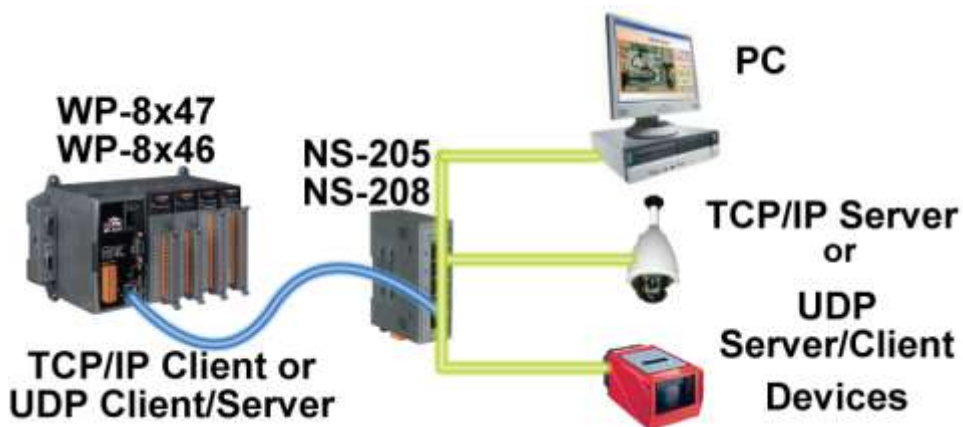 WP-8x47
WP-8x46
NS-205
NS-208
PC
TCP/IP Server
or
UDP
Server/Client
Devices
TCP/IP Client or
UDP Client/Server